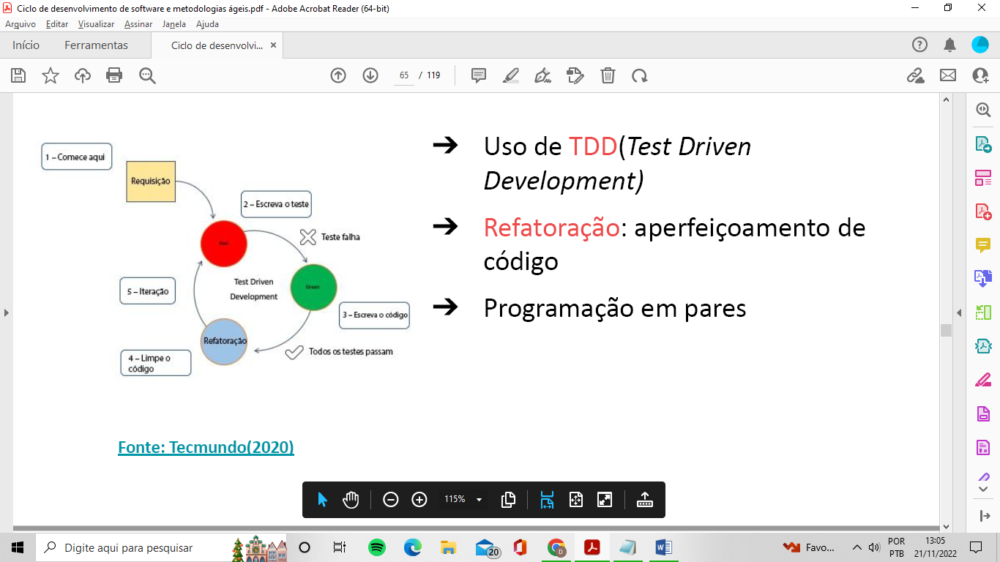 Ciclo de desenvolvimento de software e metodologias ágeis.pdf - Adobe Acrobat Reader (64-bit)
Arquivo Editar Visualizar Assinar Janela Ajuda
Início Ferramentas Ciclo de desenvolvi...
65 / 119
1 – Comece aqui
Requisição
2 – Escreva o teste
Teste falha
Red
Test Driven
Development
Green
5 – Iteração
3 – Escreva o código
Refatoração
Todos os testes passam
4 – Limpe o
código
Fonte: Tecmundo(2020)
➔ Uso de TDD(Test Driven
Development)
➔ Refatoração: aperfeiçoamento de
código
➔ Programação em pares
115%
Digite aqui para pesquisar
20
D
Favo...
POR
PTB
13:05
21/11/2022